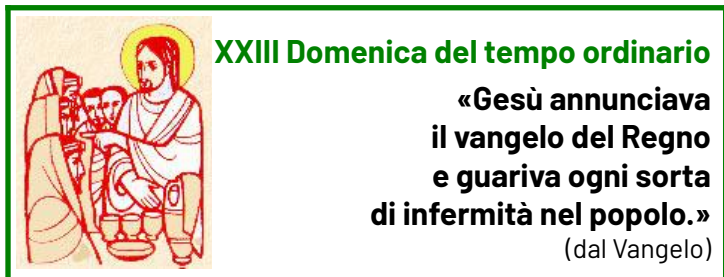 XXIII Domenica del tempo ordinario
«Gesù annunciava
il vangelo del Regno
e guariva ogni sorta
di infermità nel popolo.»
(dal Vangelo)